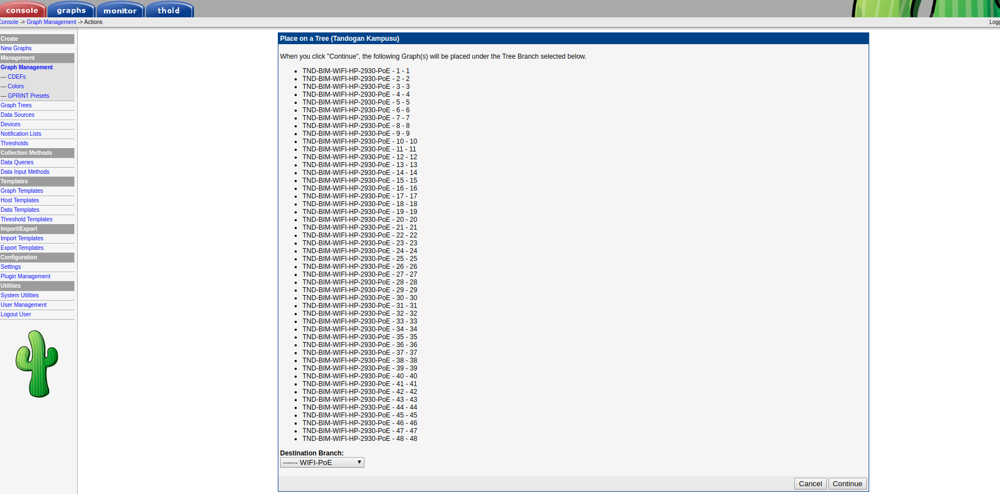 console graphs monitor thold
Console -> Graph Management -> Actions
Logg
Create
New Graphs
Management
Graph Management
--- CDEFs
--- Colors
--- GPRINT Presets
Graph Trees
Data Sources
Devices
Notification Lists
Thresholds
Collection Methods
Data Queries
Data Input Methods
Templates
Graph Templates
Host Templates
Data Templates
Threshold Templates
Import/Export
Import Templates
Export Templates
Configuration
Settings
Plugin Management
Utilities
System Utilities
User Management
Logout User
Place on a Tree (Tandogan Kampusu)
When you click "Continue", the following Graph(s) will be placed under the Tree Branch selected below.
TND-BIM-WIFI-HP-2930-PoE - 1 - 1
TND-BIM-WIFI-HP-2930-PoE - 2 - 2
TND-BIM-WIFI-HP-2930-PoE - 3 - 3
TND-BIM-WIFI-HP-2930-PoE - 4 - 4
TND-BIM-WIFI-HP-2930-PoE - 5 - 5
TND-BIM-WIFI-HP-2930-PoE - 6 - 6
TND-BIM-WIFI-HP-2930-PoE - 7 - 7
TND-BIM-WIFI-HP-2930-PoE - 8 - 8
TND-BIM-WIFI-HP-2930-PoE - 9 - 9
TND-BIM-WIFI-HP-2930-PoE - 10 - 10
TND-BIM-WIFI-HP-2930-PoE - 11 - 11
TND-BIM-WIFI-HP-2930-PoE - 12 - 12
TND-BIM-WIFI-HP-2930-PoE - 13 - 13
TND-BIM-WIFI-HP-2930-PoE - 14 - 14
TND-BIM-WIFI-HP-2930-PoE - 15 - 15
TND-BIM-WIFI-HP-2930-PoE - 16 - 16
TND-BIM-WIFI-HP-2930-PoE - 17 - 17
TND-BIM-WIFI-HP-2930-PoE - 18 - 18
TND-BIM-WIFI-HP-2930-PoE - 19 - 19
TND-BIM-WIFI-HP-2930-PoE - 20 - 20
TND-BIM-WIFI-HP-2930-PoE - 21 - 21
TND-BIM-WIFI-HP-2930-PoE - 22 - 22
TND-BIM-WIFI-HP-2930-PoE - 23 - 23
TND-BIM-WIFI-HP-2930-PoE - 24 - 24
TND-BIM-WIFI-HP-2930-PoE - 25 - 25
TND-BIM-WIFI-HP-2930-PoE - 26 - 26
TND-BIM-WIFI-HP-2930-PoE - 27 - 27
TND-BIM-WIFI-HP-2930-PoE - 28 - 28
TND-BIM-WIFI-HP-2930-PoE - 29 - 29
TND-BIM-WIFI-HP-2930-PoE - 30 - 30
TND-BIM-WIFI-HP-2930-PoE - 31 - 31
TND-BIM-WIFI-HP-2930-PoE - 32 - 32
TND-BIM-WIFI-HP-2930-PoE - 33 - 33
TND-BIM-WIFI-HP-2930-PoE - 34 - 34
TND-BIM-WIFI-HP-2930-PoE - 35 - 35
TND-BIM-WIFI-HP-2930-PoE - 36 - 36
TND-BIM-WIFI-HP-2930-PoE - 37 - 37
TND-BIM-WIFI-HP-2930-PoE - 38 - 38
TND-BIM-WIFI-HP-2930-PoE - 39 - 39
TND-BIM-WIFI-HP-2930-PoE - 40 - 40
TND-BIM-WIFI-HP-2930-PoE - 41 - 41
TND-BIM-WIFI-HP-2930-PoE - 42 - 42
TND-BIM-WIFI-HP-2930-PoE - 43 - 43
TND-BIM-WIFI-HP-2930-PoE - 44 - 44
TND-BIM-WIFI-HP-2930-PoE - 45 - 45
TND-BIM-WIFI-HP-2930-PoE - 46 - 46
TND-BIM-WIFI-HP-2930-PoE - 47 - 47
TND-BIM-WIFI-HP-2930-PoE - 48 - 48
Destination Branch:
------ WIFI-PoE
Cancel Continue